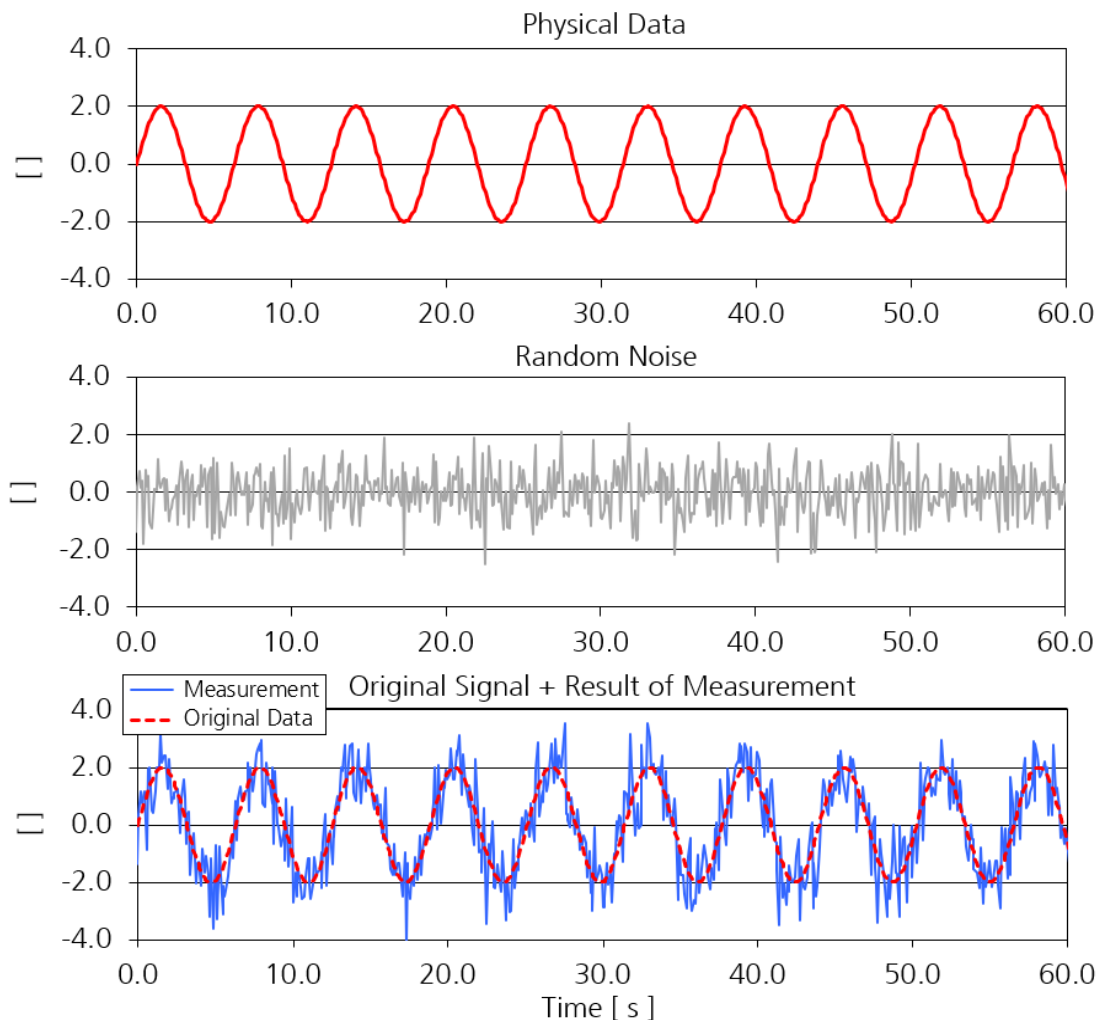 Physical Data
4.0
2.0
0.0
-2.0
-4.0
[ ]
0.0 10.0 20.0 30.0 40.0 50.0 60.0
Random Noise
4.0
2.0
0.0
-2.0
-4.0
[ ]
0.0 10.0 20.0 30.0 40.0 50.0 60.0
Original Signal + Result of Measurement
Measurement
Original Data
4.0
2.0
0.0
-2.0
-4.0
[ ]
0.0 10.0 20.0 30.0 40.0 50.0 60.0
Time [ s ]